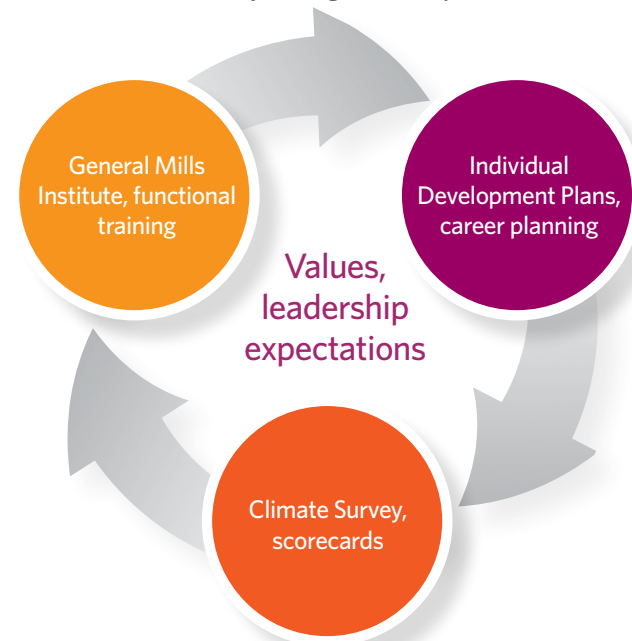 General Mills
Institute, functional
training
Individual
Development Plans,
career planning
Values,
leadership
expectations
Climate Survey,
scorecards